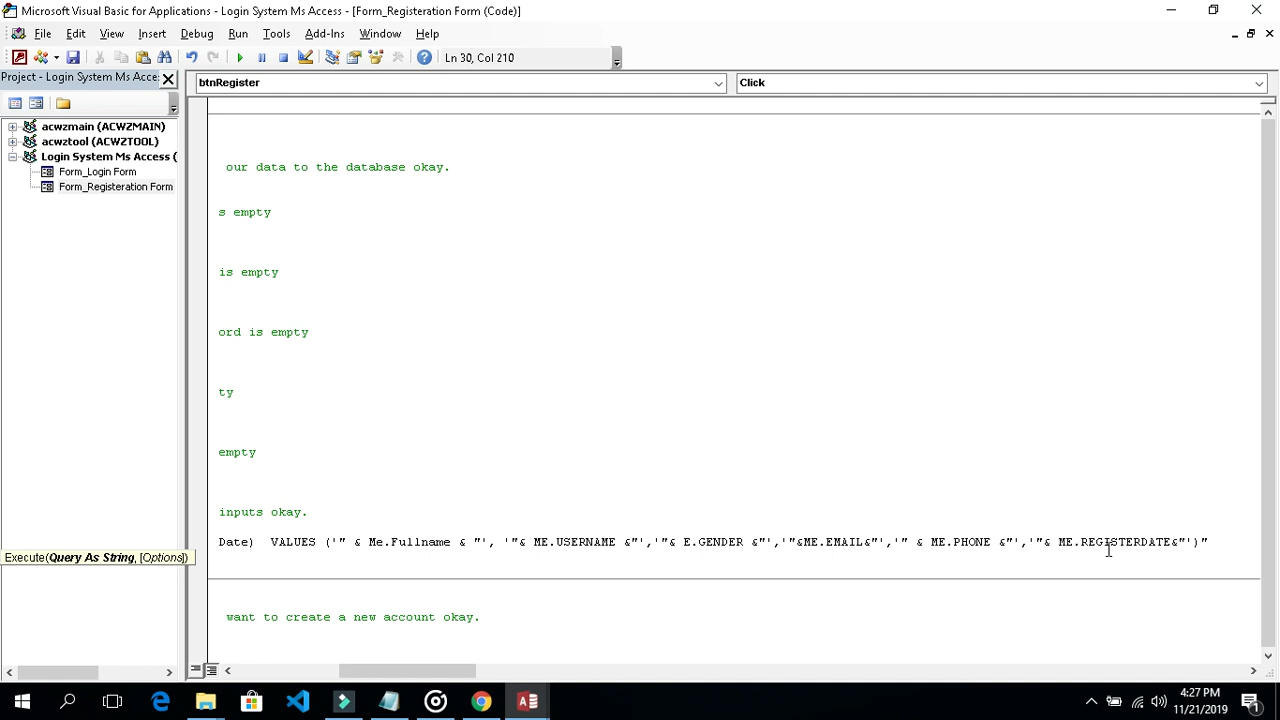 Microsoft Visual Basic for Applications - Login System Ms Access - [Form_Registeration Form (Code)]
File Edit View Insert Format Debug Run Tools Add-Ins Window Help
Ln 30, Col 210
Project - Login System Ms Acce
btnRegister
Click
acwzmain (ACWZMAIN)
acwztool (ACWZTOOL)
Login System Ms Access (
Form_Login Form
Form_Registeration Form
our data to the database okay.
s empty
is empty
ord is empty
ty
empty
inputs okay.
Date)  VALUES ('" & Me.Fullname & "', '"& ME.USERNAME &"','"& E.GENDER &"','"&ME.EMAIL&"','" & ME.PHONE &"','"& ME.REGISTERDATE&"')"
Execute(Query As String, [Options])
want to create a new account okay.
4:27 PM
11/21/2019